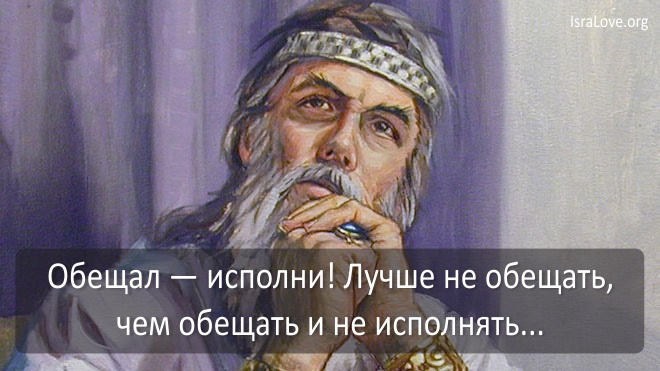 IsraLove.org
Обещал — исполни! Лучше не обещать,
чем обещать и не исполнять...